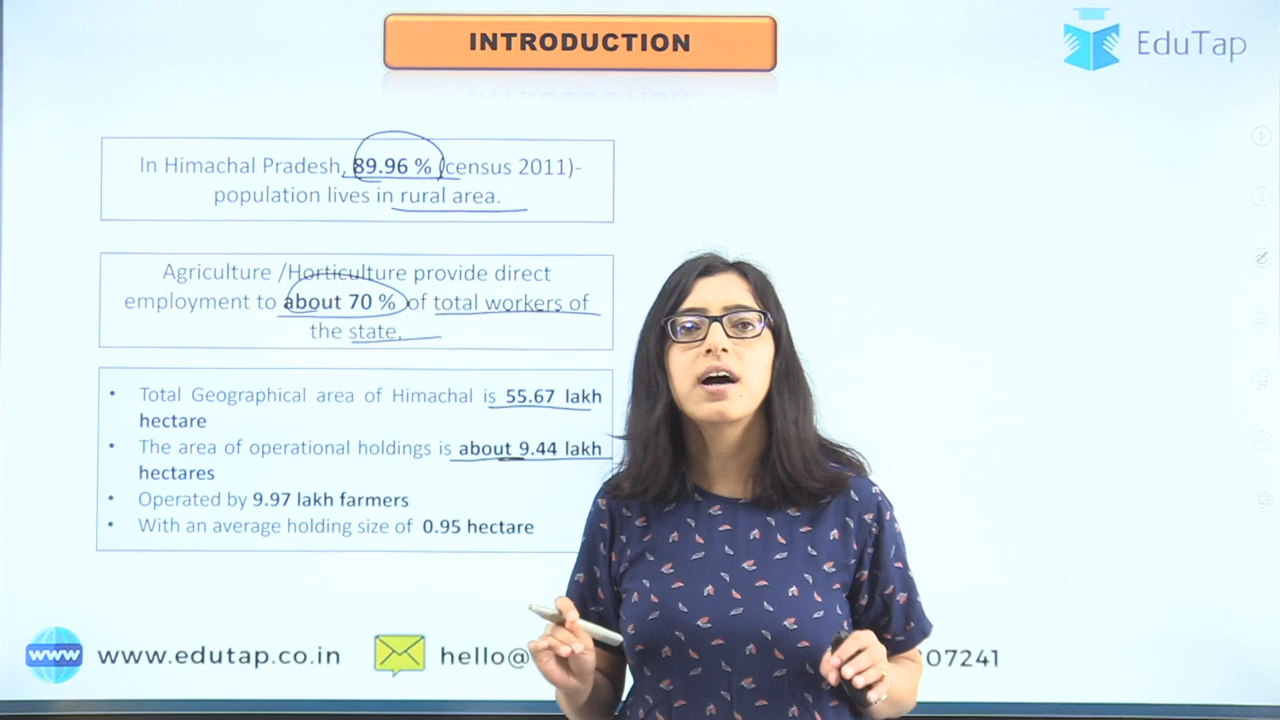 INTRODUCTION
EduTap
In Himachal Pradesh, 89.96 % (census 2011)-
population lives in rural area.
Agriculture /Horticulture provide direct
employment to about 70 % of total workers of
the state.
• Total Geographical area of Himachal is 55.67 lakh
hectare
• The area of operational holdings is about 9.44 lakh
hectares
• Operated by 9.97 lakh farmers
• With an average holding size of 0.95 hectare
www www.edutap.co.in hello@ 07241